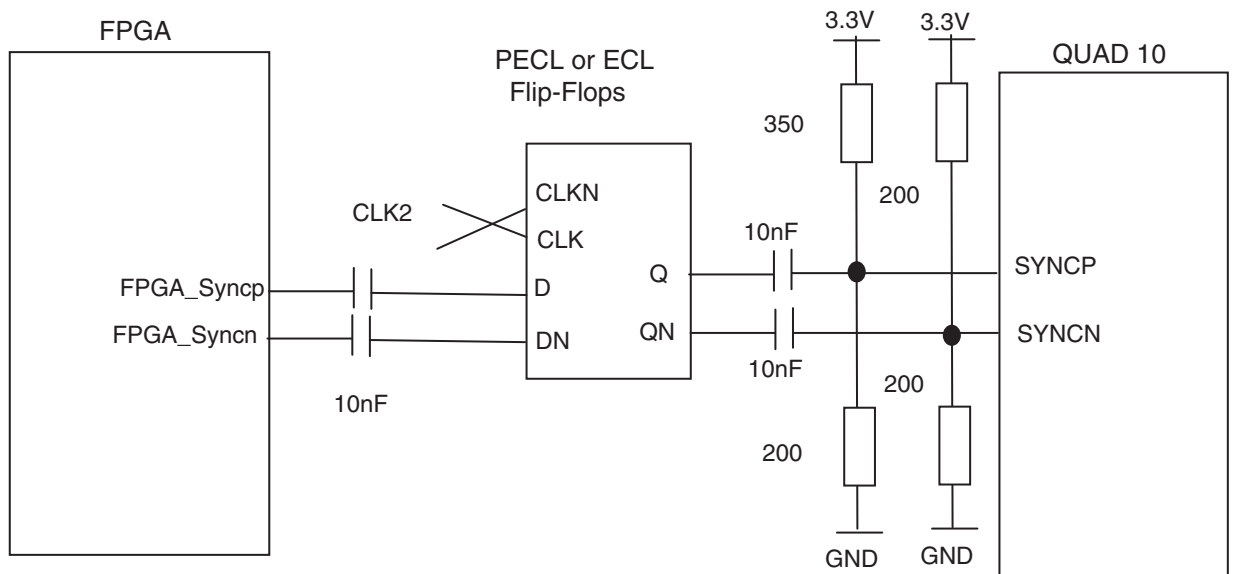 FPGA
3.3V
3.3V
PECL or ECL
Flip-Flops
QUAD 10
350
200
CLK2
CLKN
CLK
10nF
FPGA_Syncp
D
Q
SYNCP
FPGA_Syncn
DN
QN
SYNCN
10nF
10nF
200
200
GND
GND